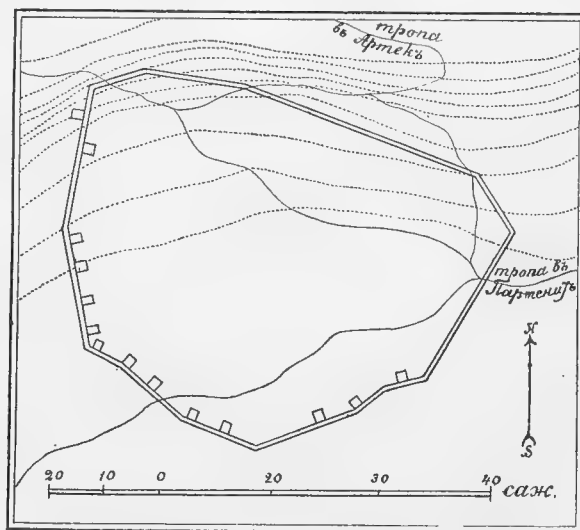 тропа
въ Артекъ
тропа въ
Партенитъ
N
S
20 10 0 20 30 40 саж.